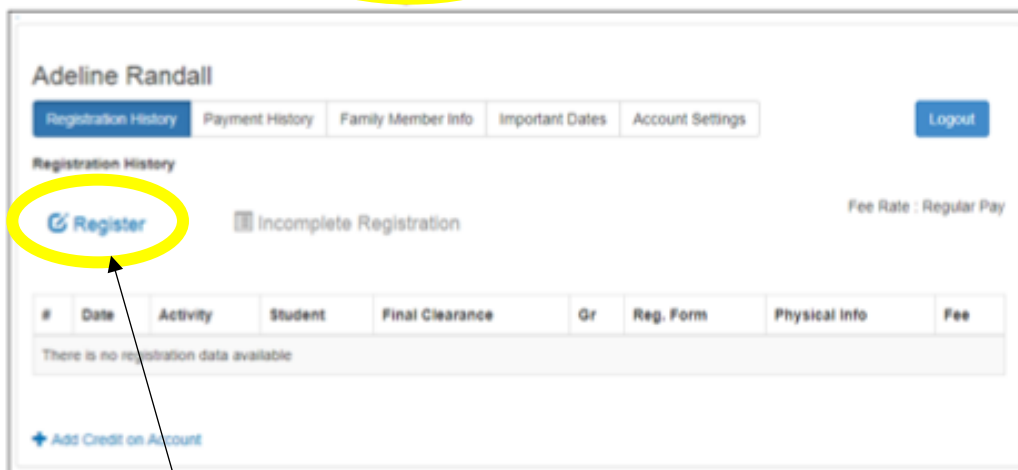 Adeline Randall
Registration History Payment History Family Member Info Important Dates Account Settings Logout
Registration History
Register Incomplete Registration Fee Rate : Regular Pay
# Date Activity Student Final Clearance Gr Reg. Form Physical Info Fee
There is no registration data available
Add Credit on Account